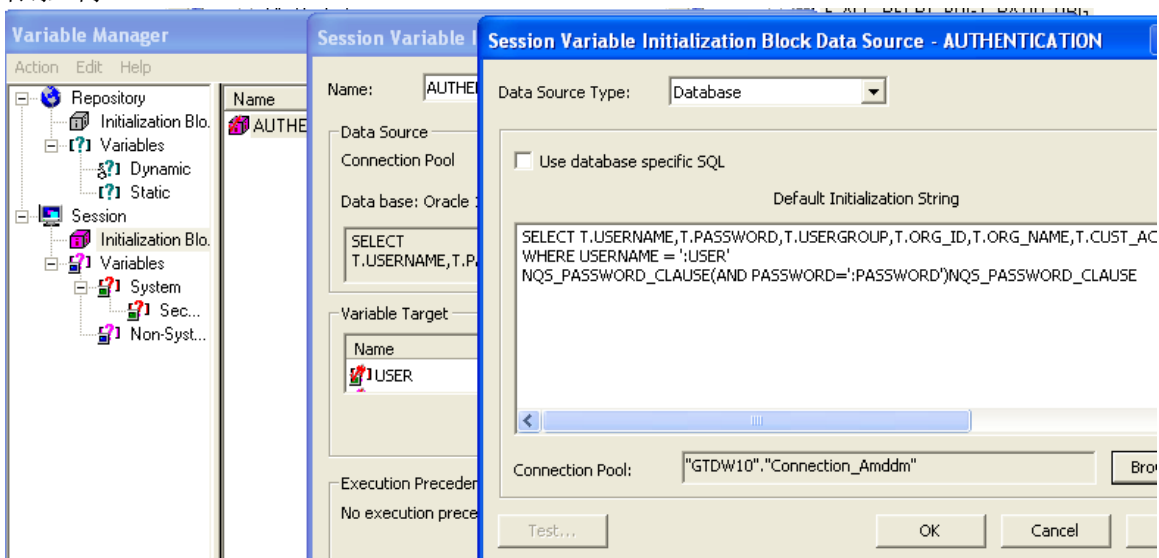 Variable Manager
Action Edit Help
Repository
Initialization Blo.
Variables
Dynamic
Static
Session
Initialization Blo.
Variables
System
Sec...
Non-Syst...
Name
AUTHE
Session Variable I
Name: AUTHEI
Data Source
Connection Pool
Data base: Oracle
SELECT
T.USERNAME,T.P
Variable Target
Name
USER
Execution Preceden
No execution prece
Session Variable Initialization Block Data Source - AUTHENTICATION
Data Source Type: Database
Use database specific SQL
Default Initialization String
SELECT T.USERNAME,T.PASSWORD,T.USERGROUP,T.ORG_ID,T.ORG_NAME,T.CUST_AC
WHERE USERNAME = ':USER'
NQS_PASSWORD_CLAUSE(AND PASSWORD=':PASSWORD')NQS_PASSWORD_CLAUSE
Connection Pool: "GTDW10"."Connection_Amddm"
Bro
Test... OK Cancel